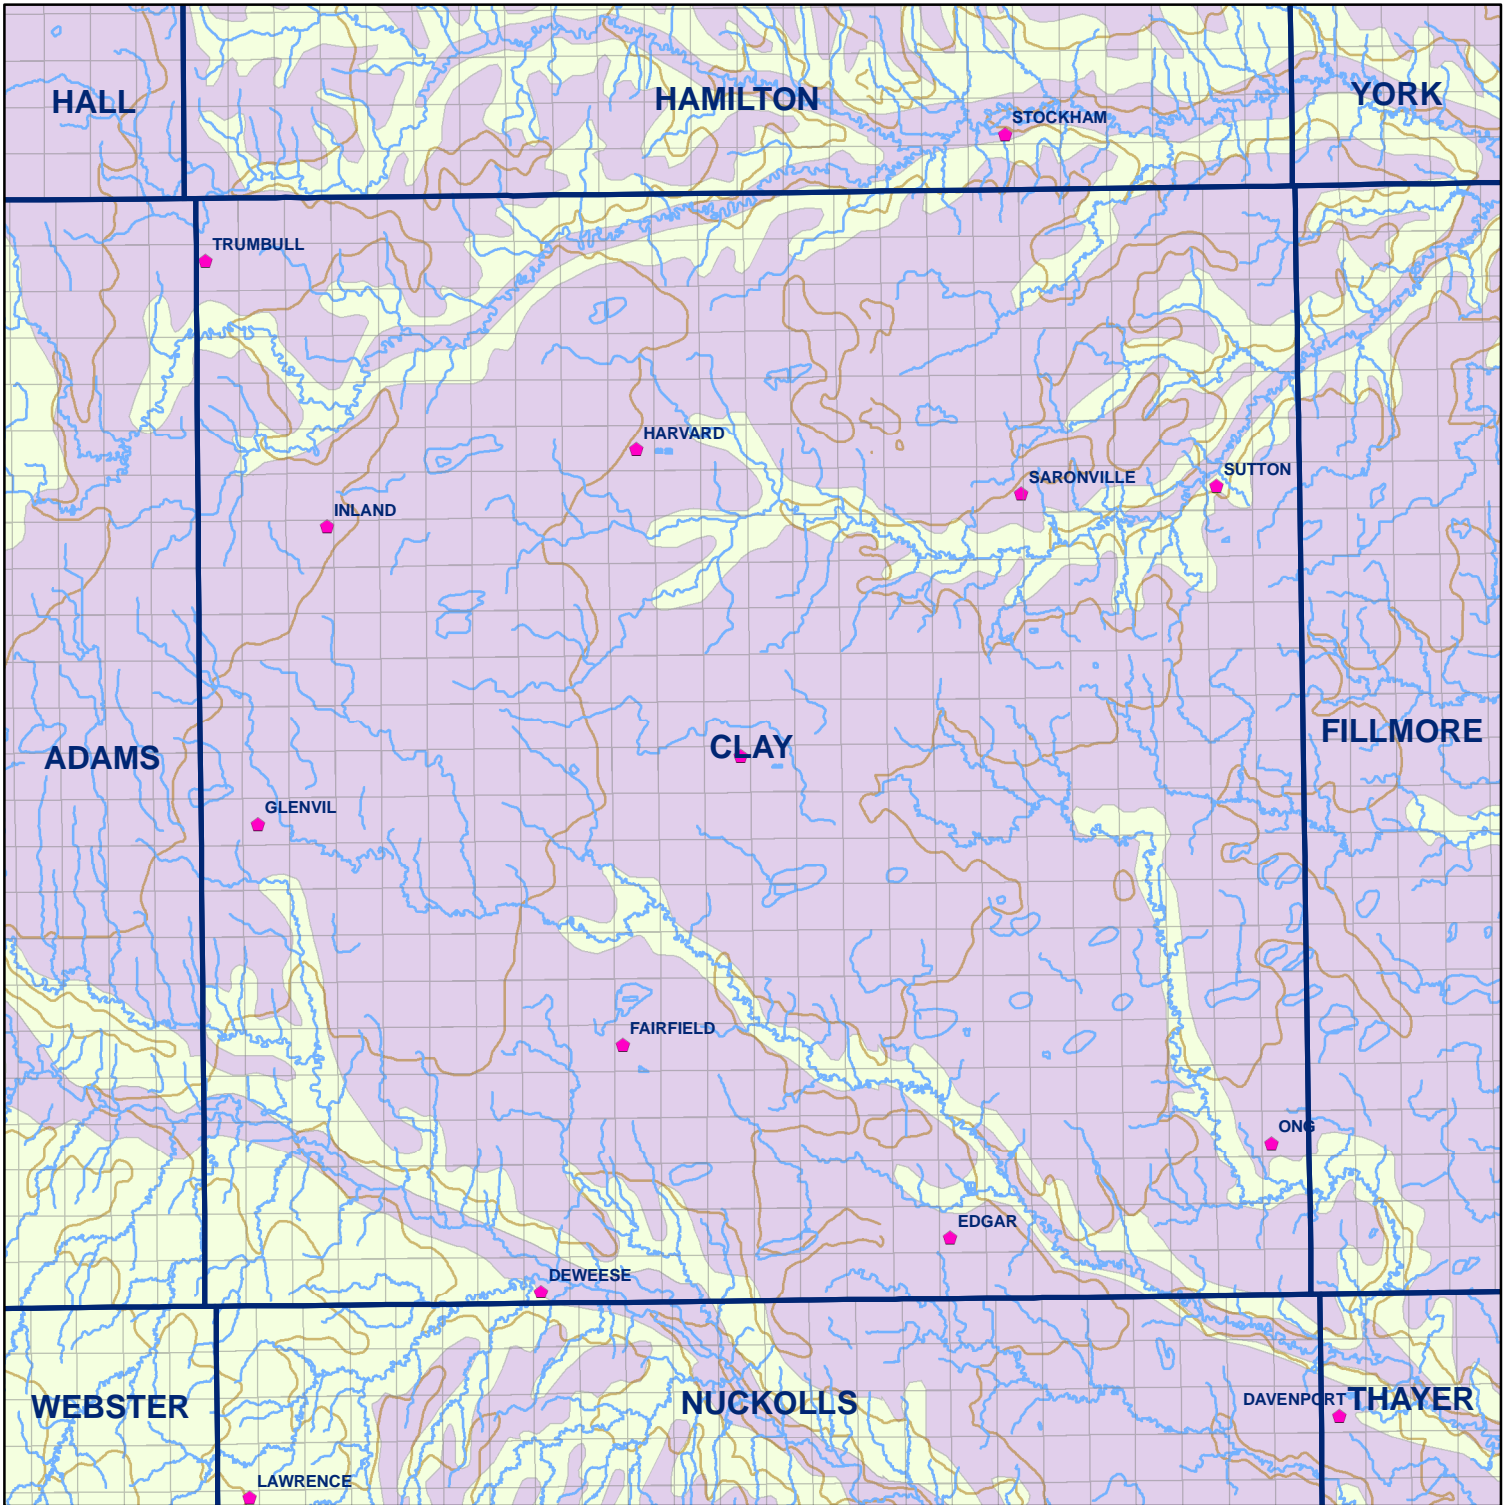 HALL
HAMILTON
YORK
STOCKHAM
TRUMBULL
HARVARD
SARONVILLE
SUTTON
INLAND
ADAMS
CLAY
FILLMORE
GLENVIL
FAIRFIELD
ONG
EDGAR
DEWEESE
WEBSTER
NUCKOLLS
DAVENPORT
THAYER
LAWRENCE